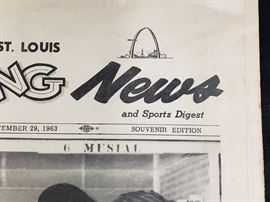 ST. LOUIS
NG News
and Sports Digest
TEMBER 29, 1963 SOUVENIR EDITION
6 MUSIAL